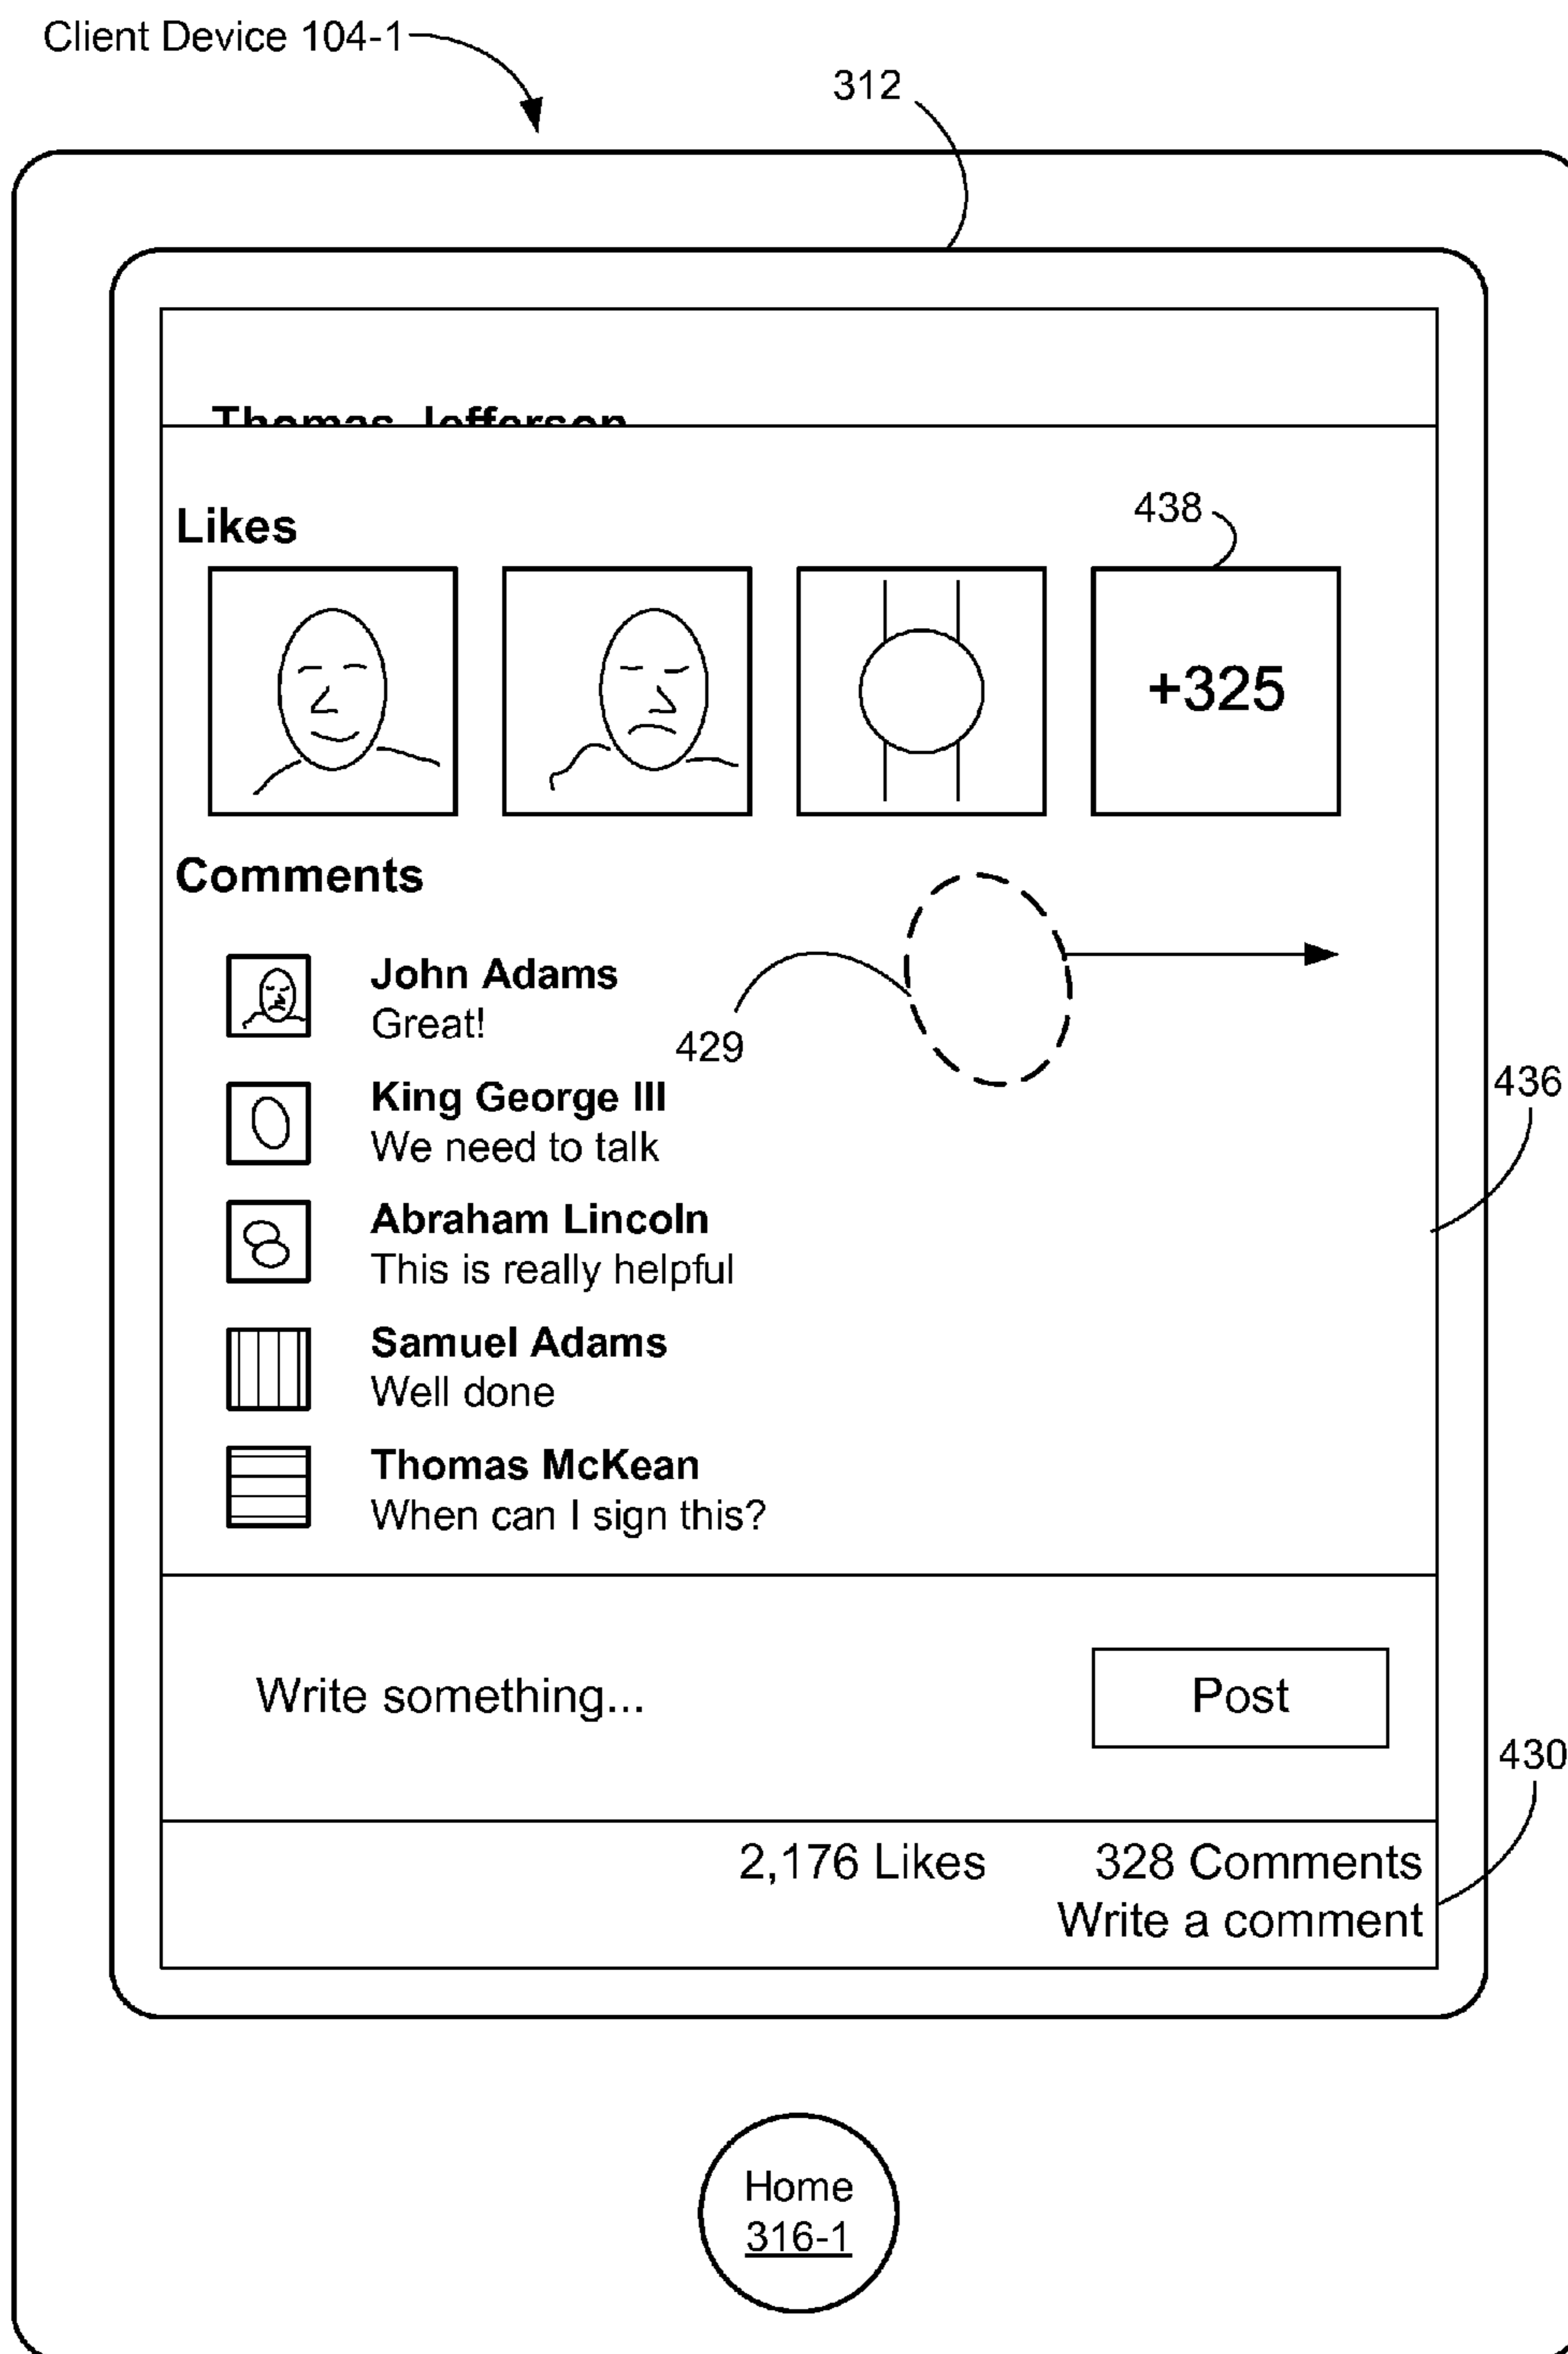 Client Device 104-1
312
Thomas Jefferson
Likes
438
+325
Comments
John Adams
Great!
429
King George III
We need to talk
436
Abraham Lincoln
This is really helpful
Samuel Adams
Well done
Thomas McKean
When can I sign this?
Write something...
Post
430
2,176 Likes 328 Comments
Write a comment
Home
316-1